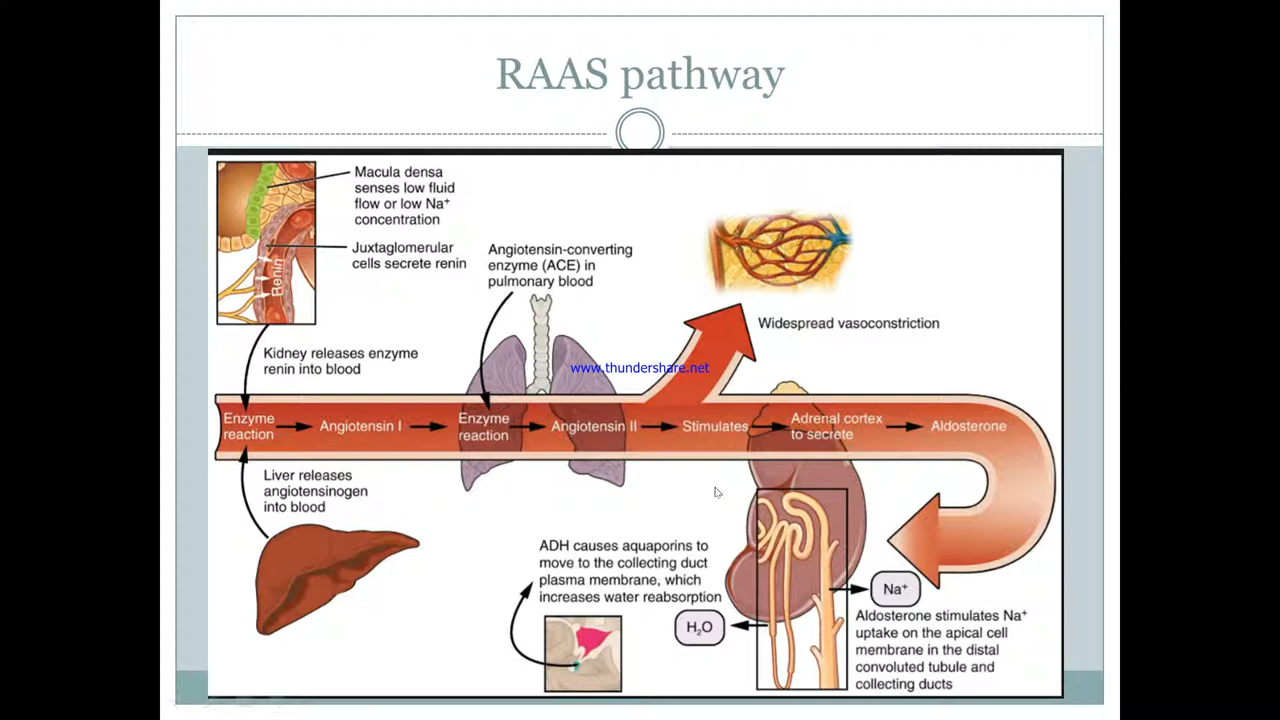 RAAS pathway
Macula densa
senses low fluid
flow or low Na⁺
concentration
Juxtaglomerular
cells secrete renin
Renin
Angiotensin-converting
enzyme (ACE) in
pulmonary blood
Widespread vasoconstriction
Kidney releases enzyme
renin into blood
www.thundershare.net
Enzyme
reaction
Angiotensin I
Enzyme
reaction
Angiotensin II
Stimulates
Adrenal cortex
to secrete
Aldosterone
Liver releases
angiotensinogen
into blood
ADH causes aquaporins to
move to the collecting duct
plasma membrane, which
increases water reabsorption
H₂O
Na⁺
Aldosterone stimulates Na⁺
uptake on the apical cell
membrane in the distal
convoluted tubule and
collecting ducts